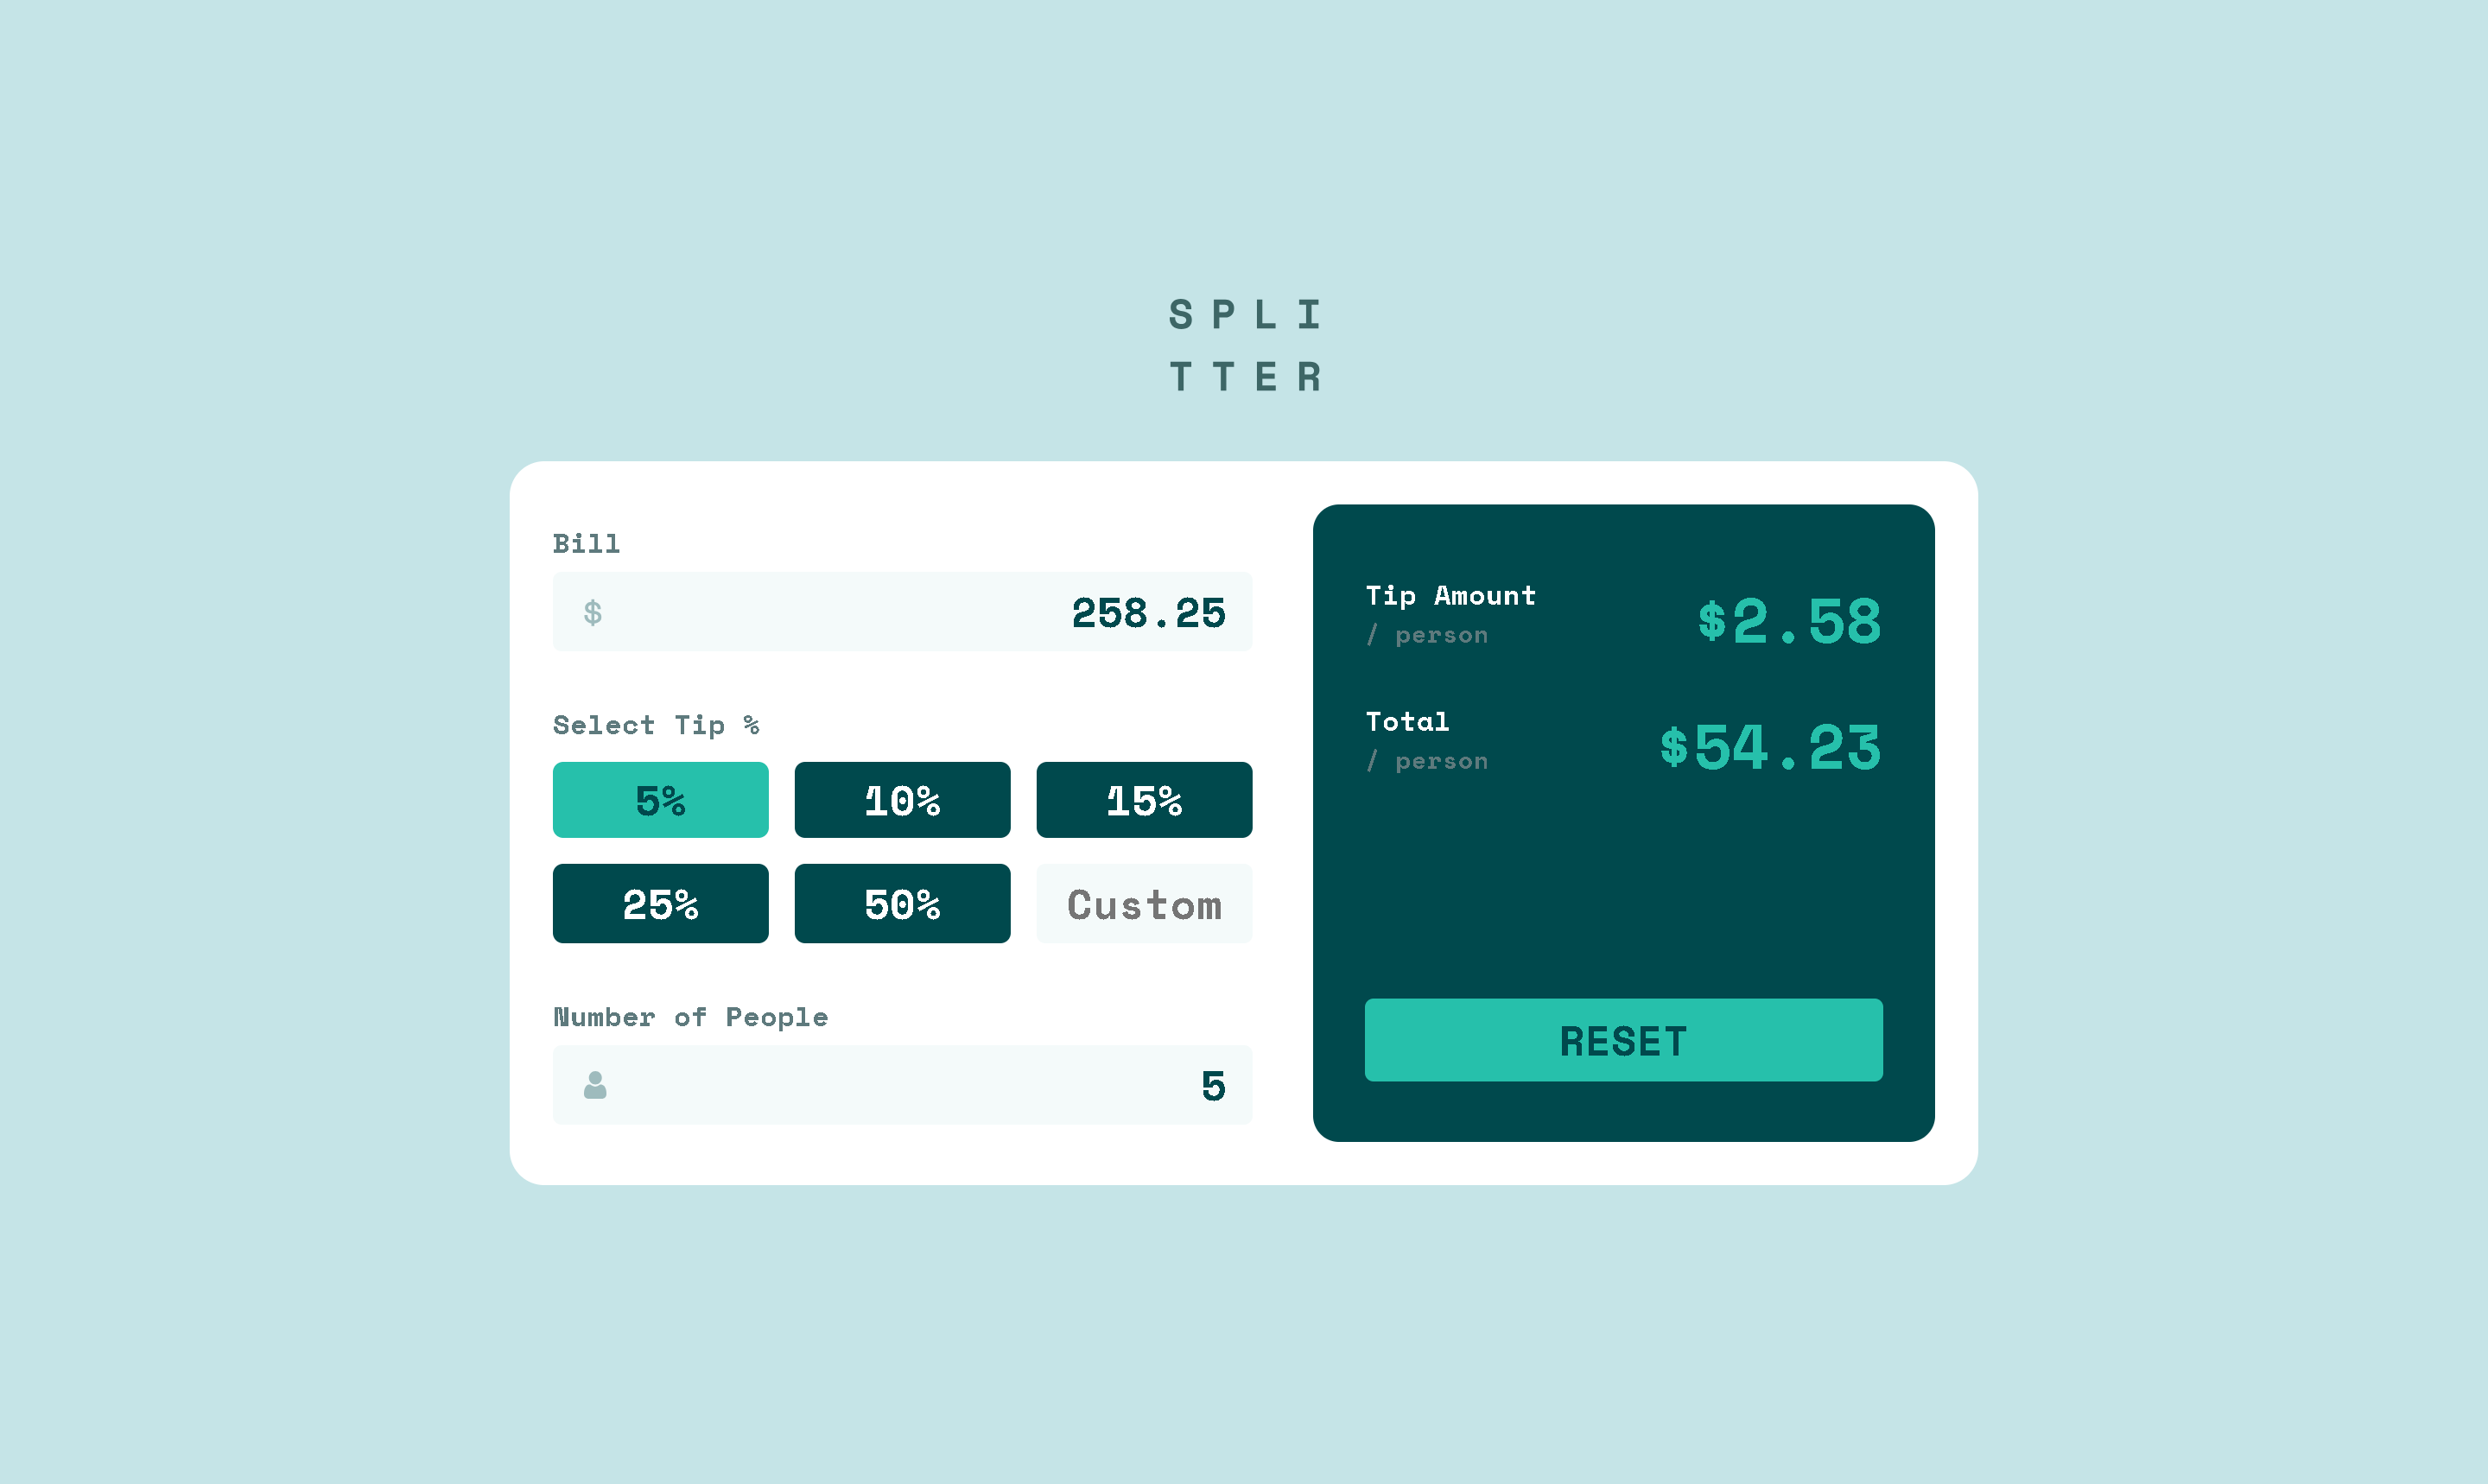 S P L I
T T E R
Bill
$ 258.25
Select Tip %
5% 10% 15%
25% 50% Custom
Number of People
5
Tip Amount
/ person
$2.58
Total
/ person
$54.23
RESET